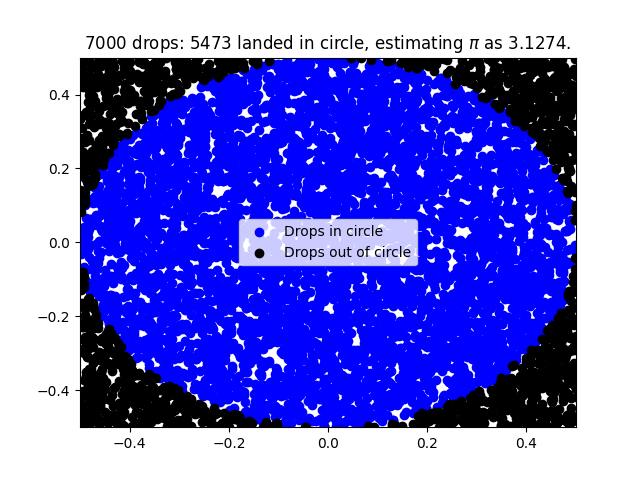 7000 drops: 5473 landed in circle, estimating π as 3.1274.
0.4
0.2
0.0
−0.2
−0.4
Drops in circle
Drops out of circle
−0.4 −0.2 0.0 0.2 0.4